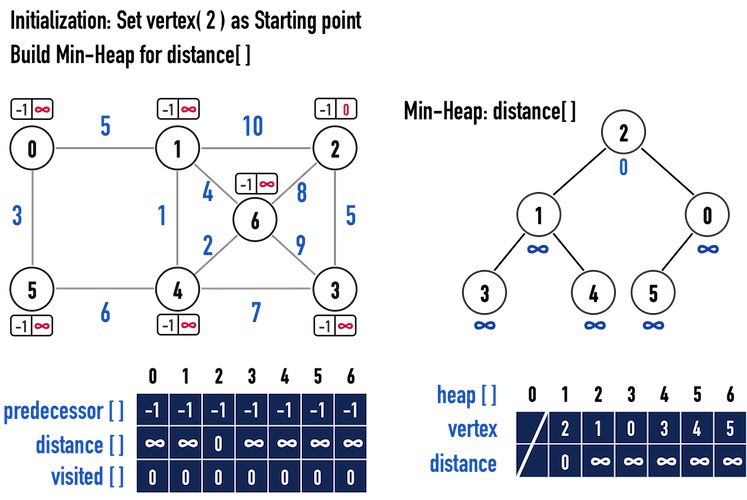 Initialization: Set vertex( 2 ) as Starting point
Build Min-Heap for distance[ ]
-1 ∞ -1 ∞ -1 0
0 5 1 10 2
Min-Heap: distance[ ]
2
0
-1 ∞
4 8
3 1 6 5
2 9
1 0
∞ ∞
5 6 4 7 3
-1 ∞ -1 ∞ -1 ∞
3 4 5
∞ ∞ ∞
0 1 2 3 4 5 6
predecessor [ ] -1 -1 -1 -1 -1 -1 -1
distance [ ] ∞ ∞ 0 ∞ ∞ ∞ ∞
visited [ ] 0 0 0 0 0 0 0
heap [ ] 0 1 2 3 4 5 6
vertex 2 1 0 3 4 5
distance 0 ∞ ∞ ∞ ∞ ∞